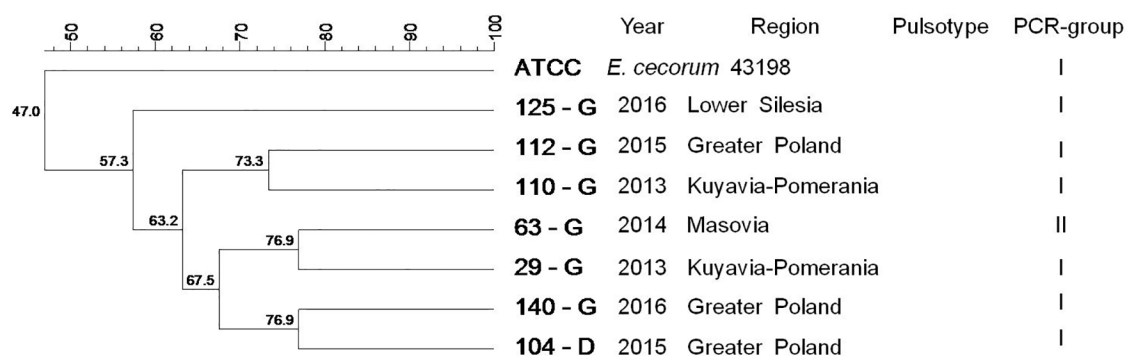 50 60 70 80 90 100
Year Region Pulsotype PCR-group
ATCC E. cecorum 43198 I
47.0
125 – G 2016 Lower Silesia I
57.3
112 – G 2015 Greater Poland I
73.3
110 – G 2013 Kuyavia-Pomerania I
63.2
63 – G 2014 Masovia II
76.9
29 – G 2013 Kuyavia-Pomerania I
67.5
140 – G 2016 Greater Poland I
76.9
104 – D 2015 Greater Poland I